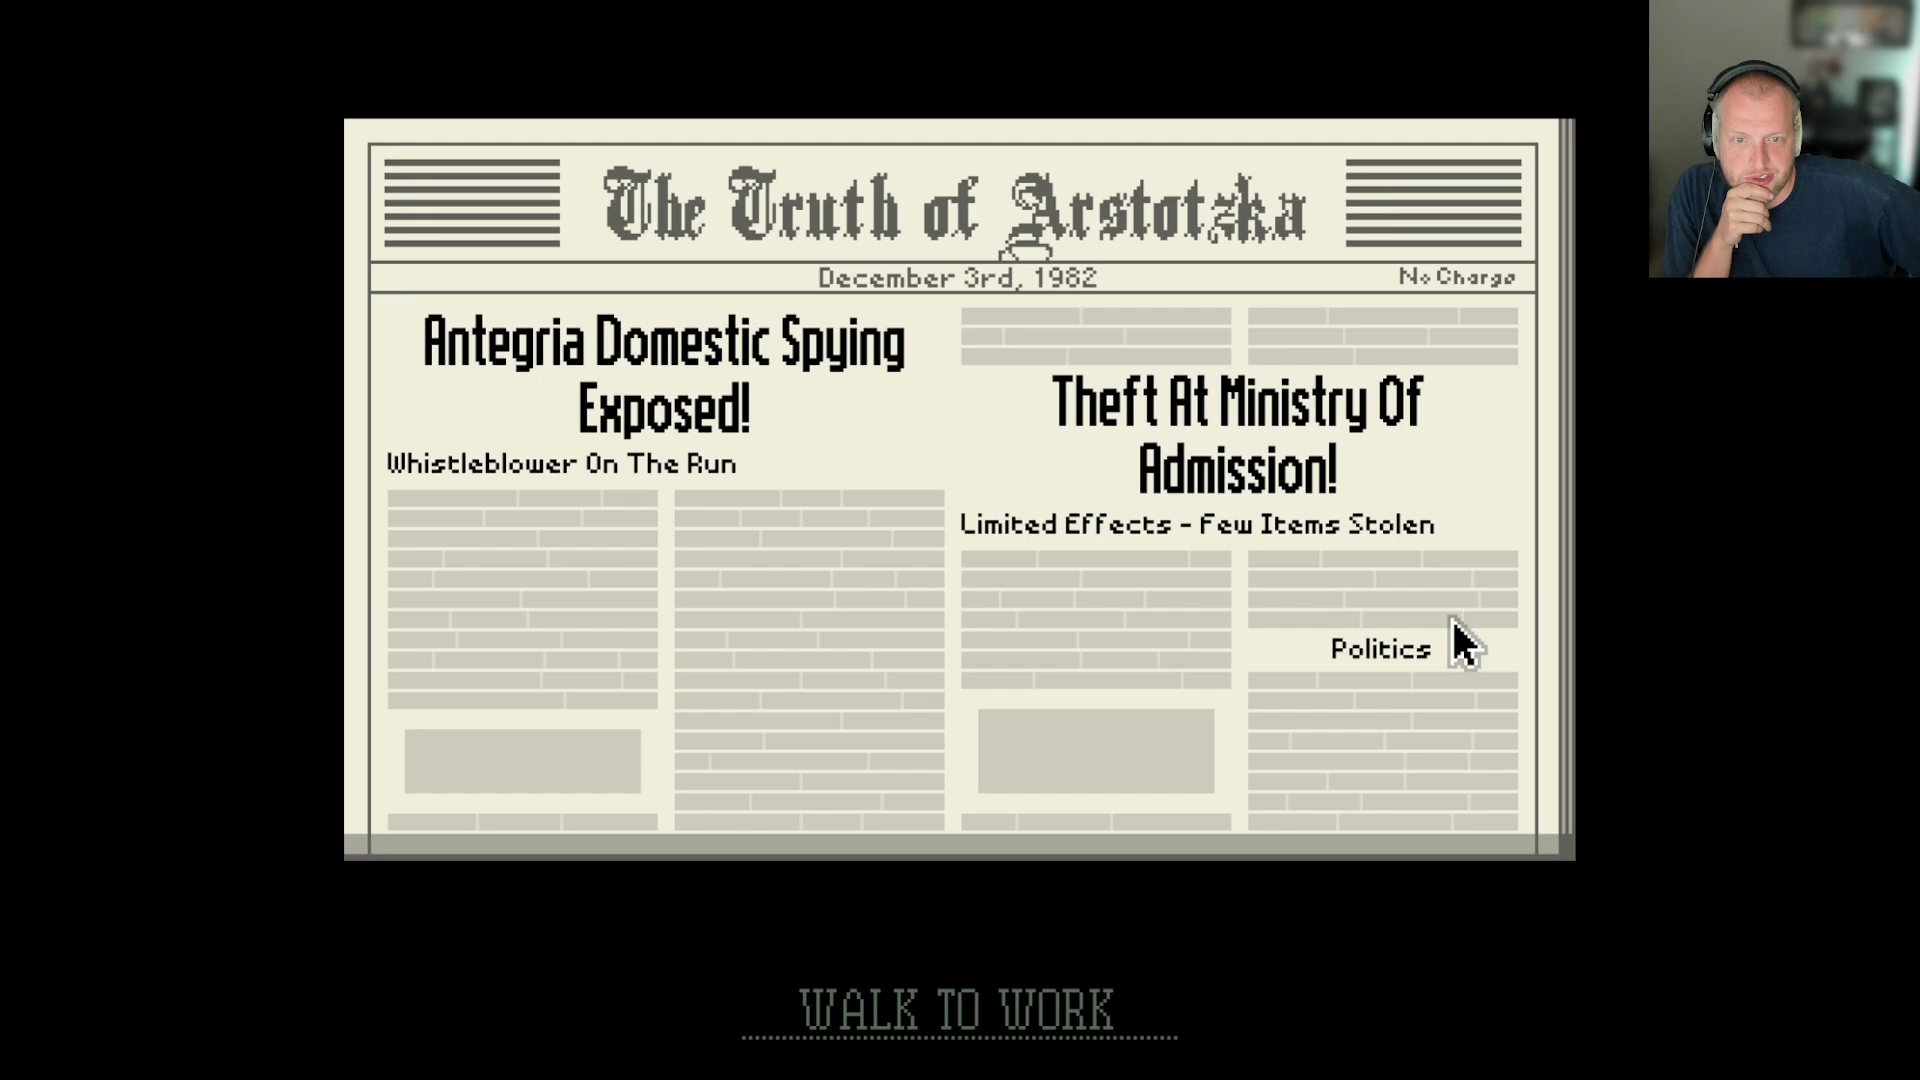 The Truth of Arstotzka
December 3rd, 1982
No Charge
Antegria Domestic Spying
Exposed!
Whistleblower On The Run
Theft At Ministry Of
Admission!
Limited Effects - Few Items Stolen
Politics
WALK TO WORK